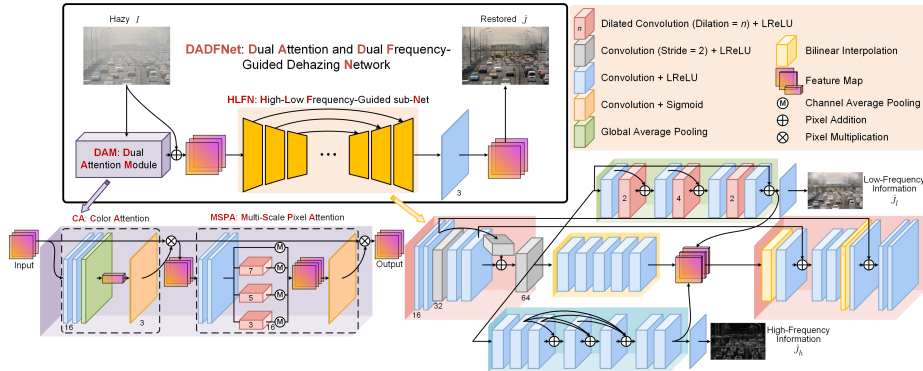 Hazy I
Restored Ĵ
DADFNet: Dual Attention and Dual Frequency-
Guided Dehazing Network
HLFN: High-Low Frequency-Guided sub-Net
DAM: Dual
Attention Module
3
n
Dilated Convolution (Dilation = n) + LReLU
Convolution (Stride = 2) + LReLU
Convolution + LReLU
Convolution + Sigmoid
Global Average Pooling
Bilinear Interpolation
Feature Map
M Channel Average Pooling
Pixel Addition
Pixel Multiplication
CA: Color Attention
MSPA: Multi-Scale Pixel Attention
Input
Output
16
3
7
5
3
16
M
M
M
M
16
32
64
2
4
2
Low-Frequency
Information
Ĵl
High-Frequency
Information
Ĵh